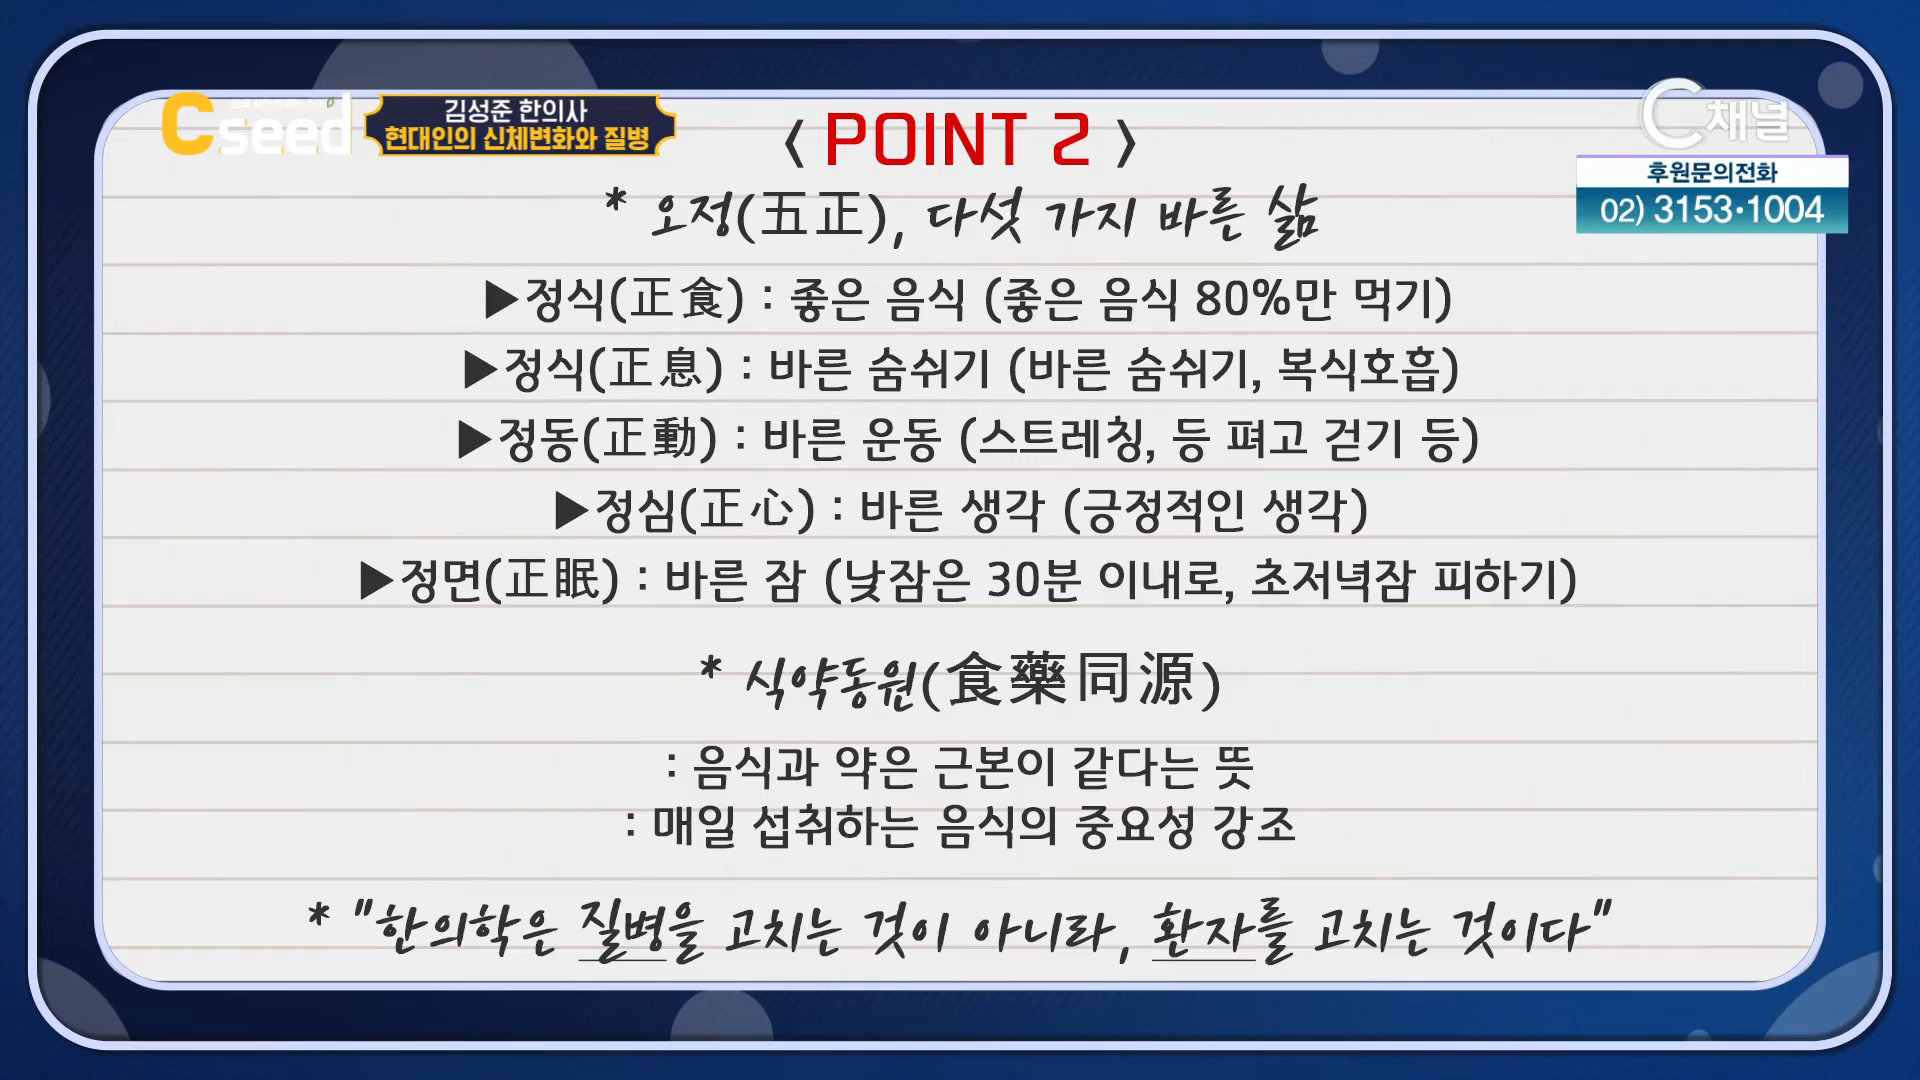 Cseed
김성준 한의사
현대인의 신체변화와 질병
C채널
후원문의전화
02) 3153·1004
< POINT 2 >
* 오정(五正), 다섯 가지 바른 삶
▶정식(正食) : 좋은 음식 (좋은 음식 80%만 먹기)
▶정식(正息) : 바른 숨쉬기 (바른 숨쉬기, 복식호흡)
▶정동(正動) : 바른 운동 (스트레칭, 등 펴고 걷기 등)
▶정심(正心) : 바른 생각 (긍정적인 생각)
▶정면(正眠) : 바른 잠 (낮잠은 30분 이내로, 초저녁잠 피하기)
* 식약동원(食藥同源)
: 음식과 약은 근본이 같다는 뜻
: 매일 섭취하는 음식의 중요성 강조
* "한의학은 질병을 고치는 것이 아니라, 환자를 고치는 것이다"